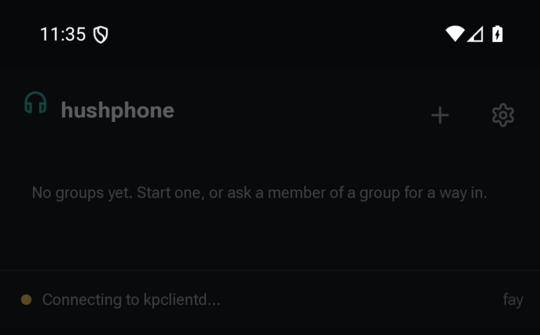 11:35
hushphone
No groups yet. Start one, or ask a member of a group for a way in.
Connecting to kpclientd...
fay